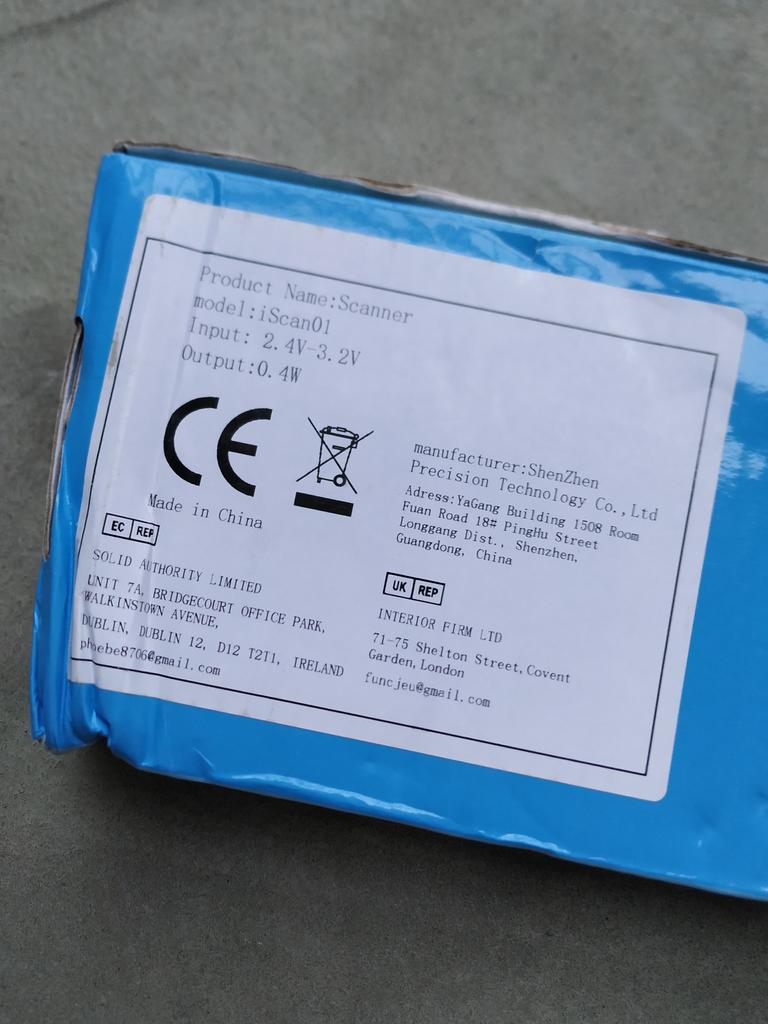 Product Name:Scanner
model:iScan01
Input: 2.4V-3.2V
Output:0.4W
CE
Made in China
manufacturer:ShenZhen
Precision Technology Co.,Ltd
Adress:YaGang Building 1508 Room
Fuan Road 18# PingHu Street
Longgang Dist., Shenzhen,
Guangdong, China
EC REP
SOLID AUTHORITY LIMITED
UNIT 7A, BRIDGECOURT OFFICE PARK,
WALKINSTOWN AVENUE,
DUBLIN, DUBLIN 12, D12 T2T1, IRELAND
phoebe8706@gmail.com
UK REP
INTERIOR FIRM LTD
71-75 Shelton Street,Covent
Garden,London
funcjeu@gmail.com